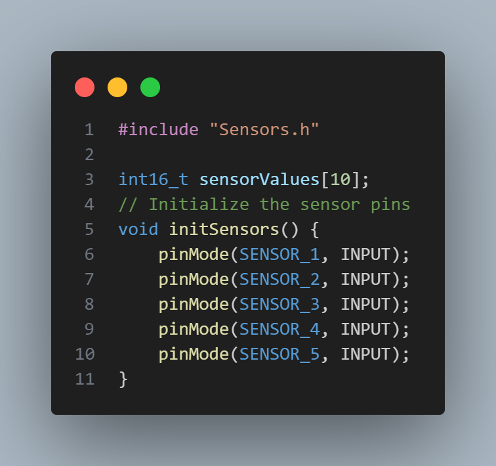 1 #include "Sensors.h"
2
3 int16_t sensorValues[10];
4 // Initialize the sensor pins
5 void initSensors() {
6     pinMode(SENSOR_1, INPUT);
7     pinMode(SENSOR_2, INPUT);
8     pinMode(SENSOR_3, INPUT);
9     pinMode(SENSOR_4, INPUT);
10     pinMode(SENSOR_5, INPUT);
11 }